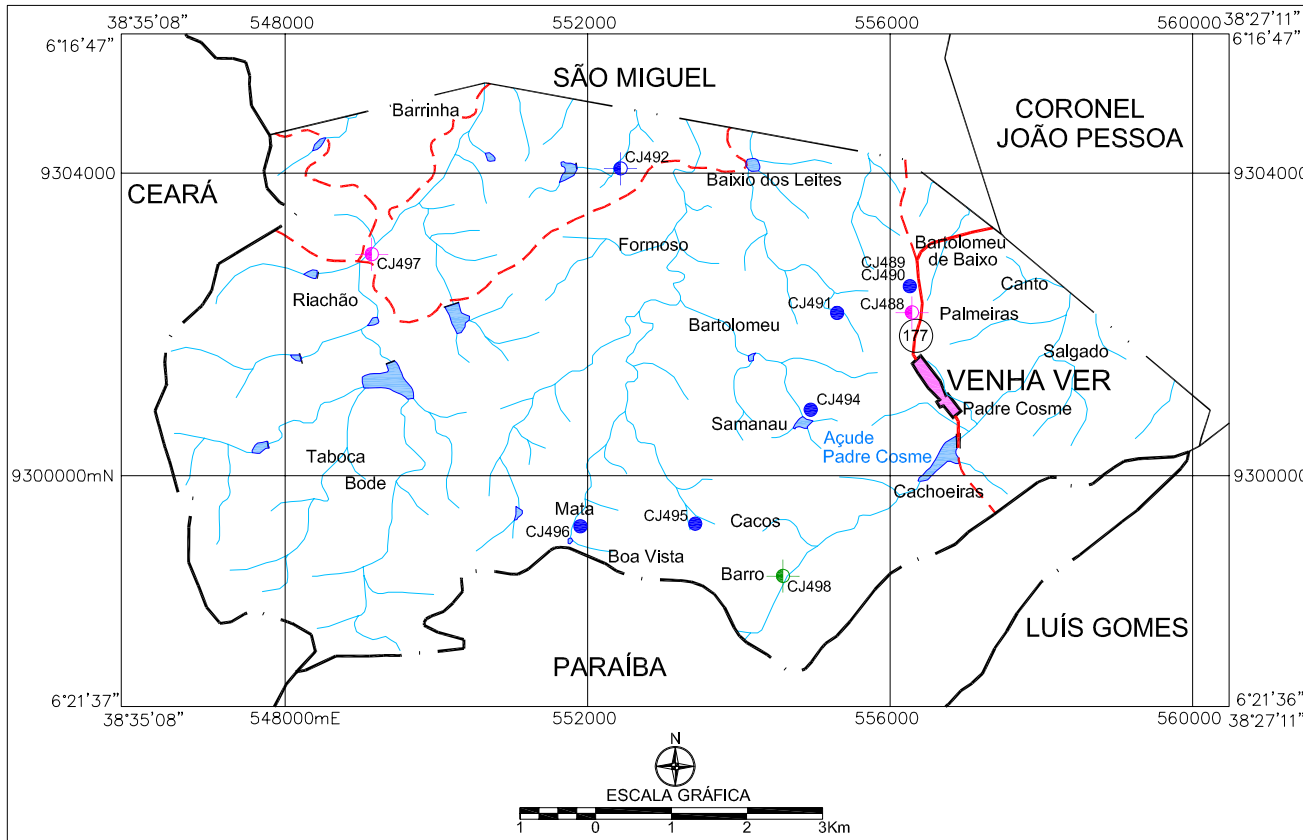 38°35'08"
548000
552000
556000
560000
38°27'11"
6°16'47"
6°16'47"
SÃO MIGUEL
CORONEL
JOÃO PESSOA
Barrinha
CJ492
9304000
9304000
CEARÁ
Baixio dos Leites
Formoso
Bartolomeu
de Baixo
CJ497
CJ489
CJ490
Riachão
Canto
CJ491
CJ488
Palmeiras
Bartolomeu
177
Salgado
VENHA VER
CJ494
Padre Cosme
Samanau
Açude
Padre Cosme
Taboca
Bode
9300000mN
9300000
Cachoeiras
Mata
CJ495
Cacos
CJ496
Boa Vista
Barro
CJ498
LUÍS GOMES
PARAÍBA
6°21'37"
6°21'36"
38°35'08"
548000mE
552000
556000
560000
38°27'11"
N
ESCALA GRÁFICA
1
0
1
2
3Km